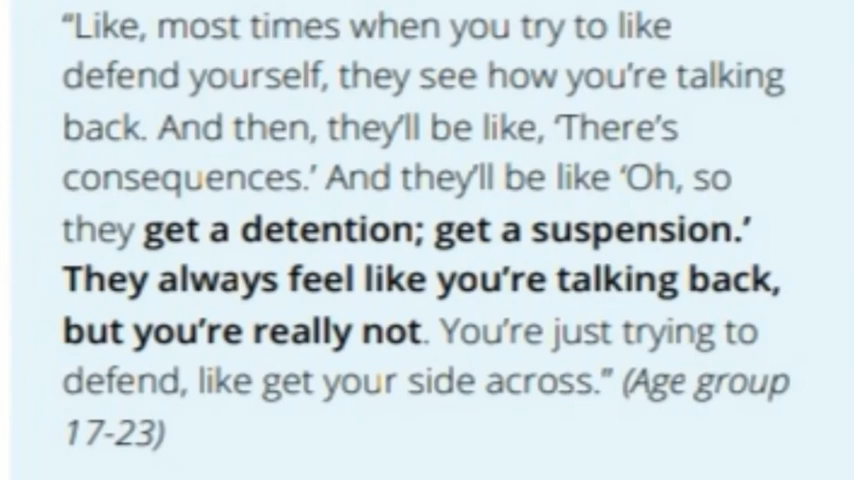 “Like, most times when you try to like
defend yourself, they see how you’re talking
back. And then, they’ll be like, ‘There’s
consequences.’ And they’ll be like ‘Oh, so
they get a detention; get a suspension.’
They always feel like you’re talking back,
but you’re really not. You’re just trying to
defend, like get your side across.” (Age group
17-23)